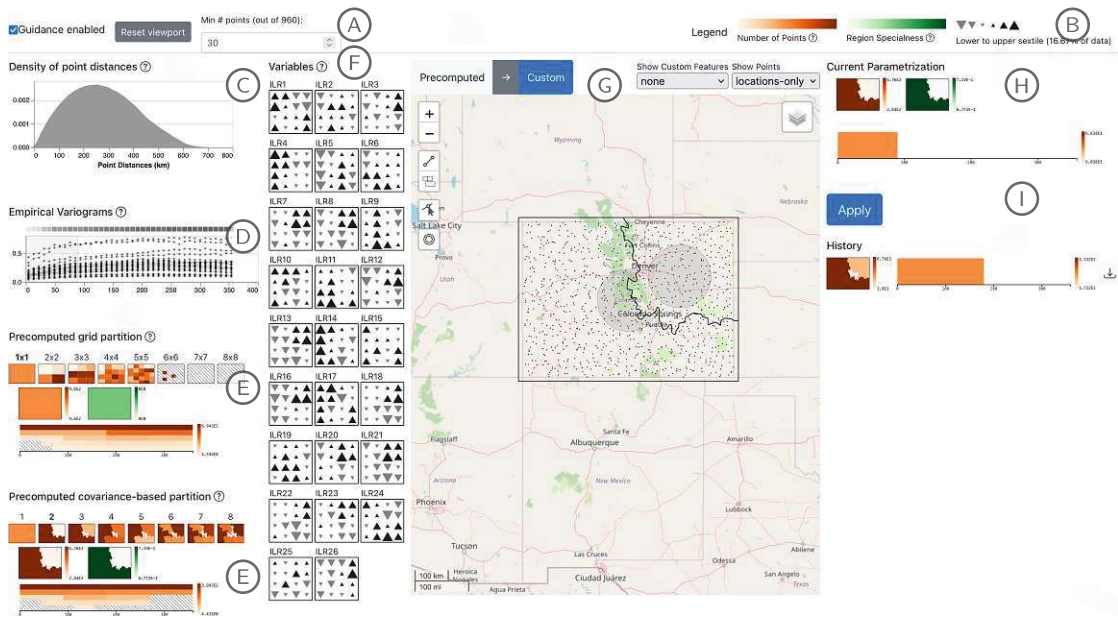 Guidance enabled
Reset viewport
Min # points (out of 960):
30
A
Legend
Number of Points ?
Region Specialness ?
Lower to upper sextile (16.67% of data)
B
Density of point distances ?
C
0.002
0.001
0.000
0 100 200 300 400 500 600 700 800
Point Distances (km)
Empirical Variograms ?
D
0.5
0.0
0 50 100 150 200 250 300 350 400
Precomputed grid partition ?
1x1 2x2 3x3 4x4 5x5 6x6 7x7 8x8
E
Precomputed covariance-based partition ?
1 2 3 4 5 6 7 8
E
Variables ?
F
ILR1 ILR2 ILR3
ILR4 ILR5 ILR6
ILR7 ILR8 ILR9
ILR10 ILR11 ILR12
ILR13 ILR14 ILR15
ILR16 ILR17 ILR18
ILR19 ILR20 ILR21
ILR22 ILR23 ILR24
ILR25 ILR26
Precomputed → Custom
G
Show Custom Features
none
Show Points
locations-only
+
−
Wyoming
Nebraska
Cheyenne
Salt Lake City
Provo
Utah
Denver
Colorado Springs
Pueblo
Flagstaff
Santa Fe
Albuquerque
Amarillo
Arizona
New Mexico
Phoenix
Lubbock
Tucson
Las Cruces
Abilene
Odessa
Heroica
Nogales
Ciudad Juárez
San Angelo
Texas
Agua Prieta
100 km
100 mi
Current Parametrization
H
Apply
I
History